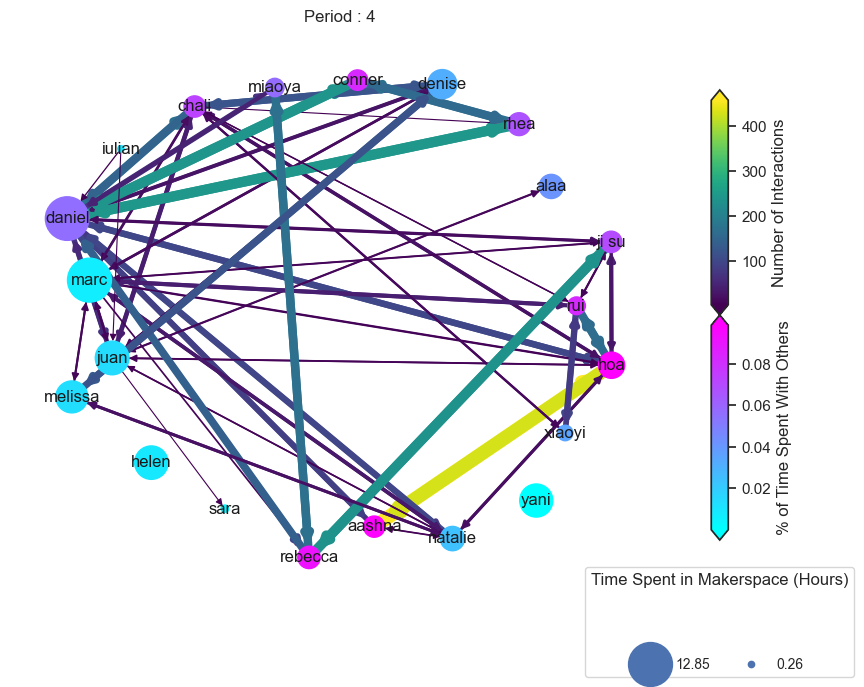 Period : 4
miaoya
conner
denise
chali
rhea
iulian
alaa
daniel
ji su
marc
rui
juan
noa
melissa
xiaoyi
helen
yani
sara
aashna
natalie
rebecca
400
300
200
100
Number of Interactions
0.08
0.06
0.04
0.02
% of Time Spent With Others
Time Spent in Makerspace (Hours)
12.85
0.26